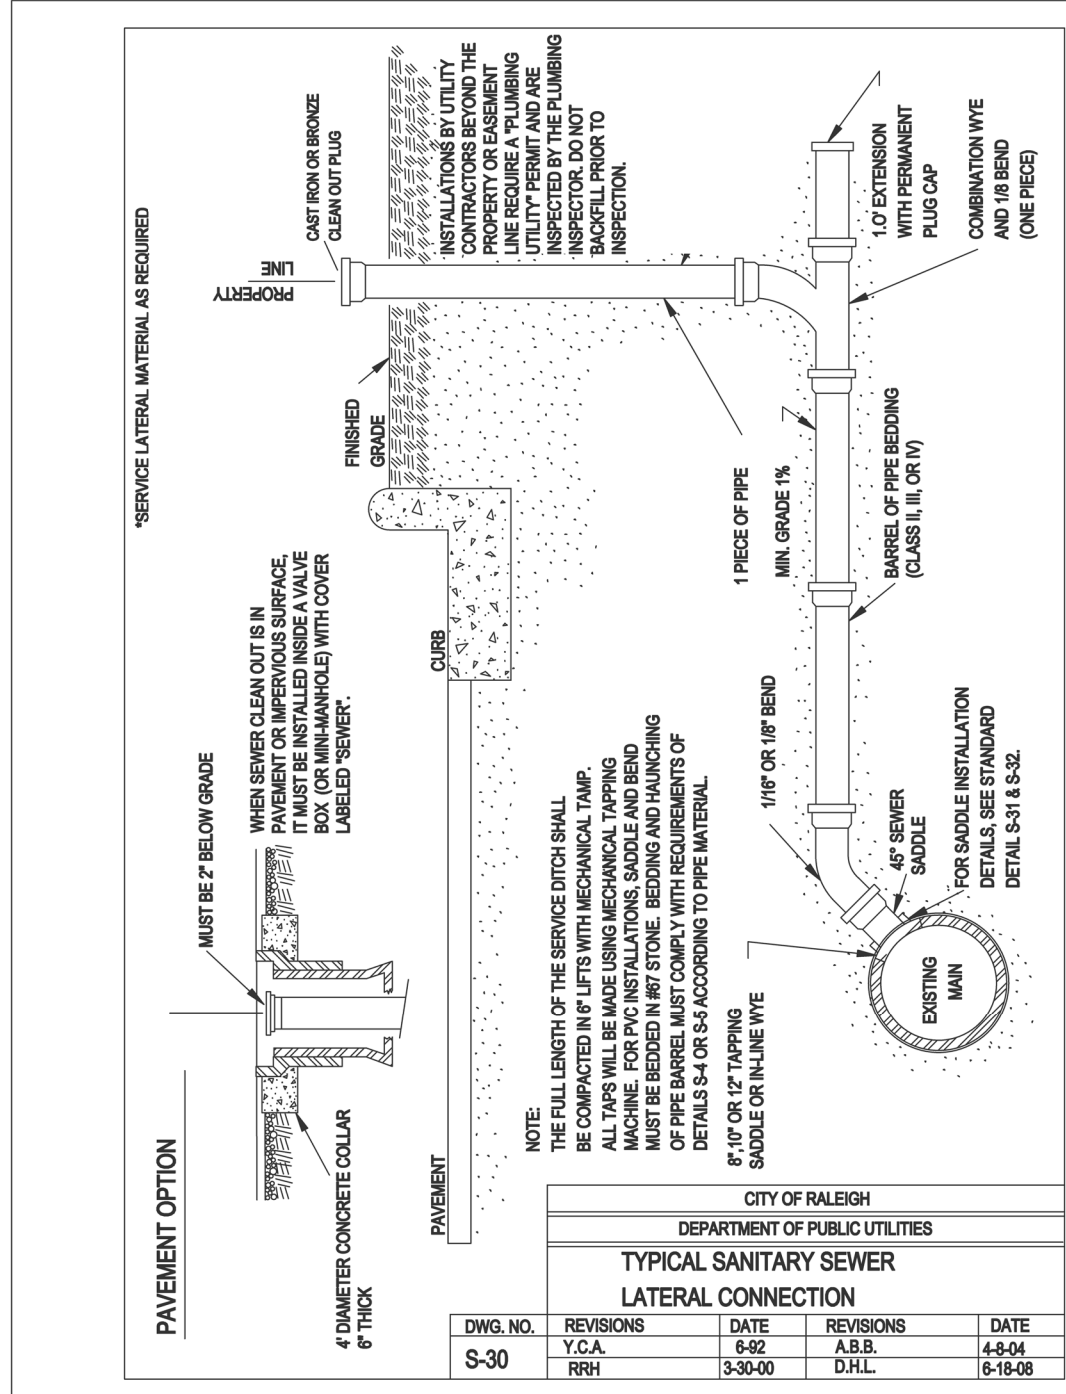 *SERVICE LATERAL MATERIAL AS REQUIRED
PAVEMENT OPTION
MUST BE 2" BELOW GRADE
4' DIAMETER CONCRETE COLLAR
6" THICK
WHEN SEWER CLEAN OUT IS IN
PAVEMENT OR IMPERVIOUS SURFACE,
IT MUST BE INSTALLED INSIDE A VALVE
BOX (OR MINI-MANHOLE) WITH COVER
LABELED "SEWER".
PROPERTY
LINE
CAST IRON OR BRONZE
CLEAN OUT PLUG
FINISHED
GRADE
INSTALLATIONS BY UTILITY
CONTRACTORS BEYOND THE
PROPERTY OR EASEMENT
LINE REQUIRE A "PLUMBING
UTILITY" PERMIT AND ARE
INSPECTED BY THE PLUMBING
INSPECTOR. DO NOT
BACKFILL PRIOR TO
INSPECTION.
PAVEMENT
CURB
NOTE:
THE FULL LENGTH OF THE SERVICE DITCH SHALL
BE COMPACTED IN 6" LIFTS WITH MECHANICAL TAMP.
ALL TAPS WILL BE MADE USING MECHANICAL TAPPING
MACHINE. FOR PVC INSTALLATIONS, SADDLE AND BEND
MUST BE BEDDED IN #67 STONE. BEDDING AND HAUNCHING
OF PIPE BARREL MUST COMPLY WITH REQUIREMENTS OF
DETAILS S-4 OR S-5 ACCORDING TO PIPE MATERIAL.
8",10" OR 12" TAPPING
SADDLE OR IN-LINE WYE
1/16" OR 1/8" BEND
1 PIECE OF PIPE
MIN. GRADE 1%
1.O' EXTENSION
WITH PERMANENT
PLUG CAP
45° SEWER
SADDLE
BARREL OF PIPE BEDDING
(CLASS II, III, OR IV)
COMBINATION WYE
AND 1/8 BEND
(ONE PIECE)
EXISTING
MAIN
FOR SADDLE INSTALLATION
DETAILS, SEE STANDARD
DETAIL S-31 & S-32.
CITY OF RALEIGH
DEPARTMENT OF PUBLIC UTILITIES
TYPICAL SANITARY SEWER
LATERAL CONNECTION
DWG. NO. REVISIONS DATE REVISIONS DATE
S-30 Y.C.A. 6-92 A.B.B. 4-8-04
RRH 3-30-00 D.H.L. 6-18-08